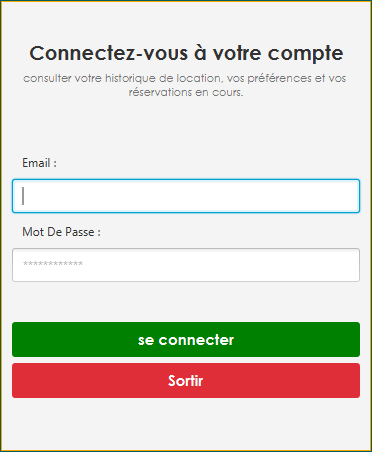 Connectez-vous à votre compte
consulter votre historique de location, vos préférences et vos
réservations en cours.
Email :
Mot De Passe :
************
se connecter
Sortir